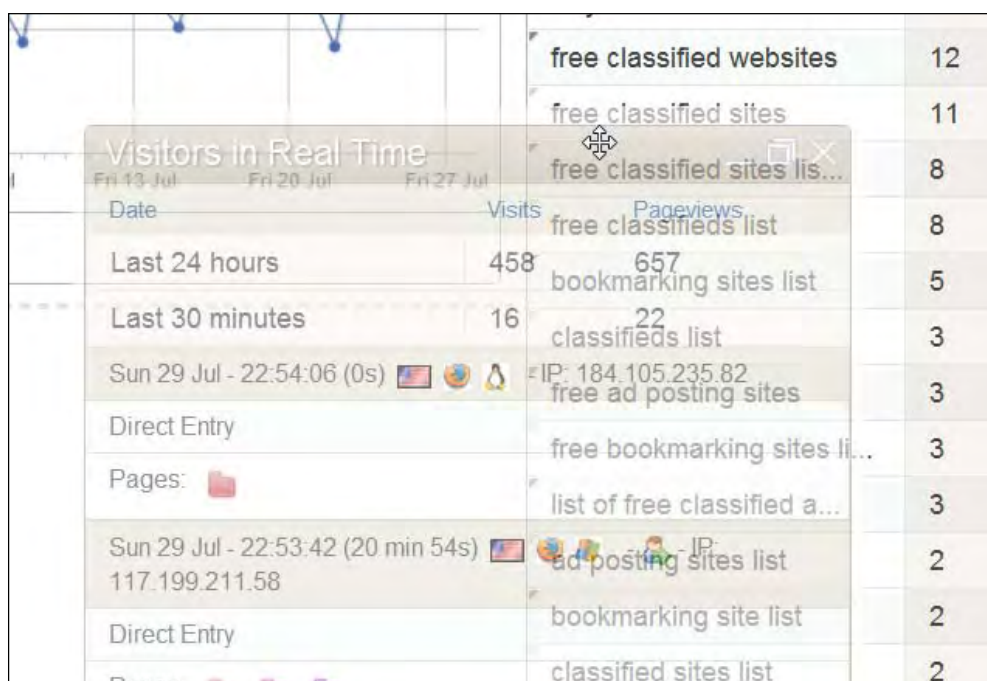 free classified websites 12
free classified sites 11
Visitors in Real Time
free classified sites lis... 8
Fri 13 Jul Fri 20 Jul Fri 27 Jul
Date Visits Pageviews
free classifieds list 8
Last 24 hours 458 657
bookmarking sites list 5
Last 30 minutes 16 22
classifieds list 3
Sun 29 Jul - 22:54:06 (0s) - IP: 184.105.235.82
free ad posting sites 3
Direct Entry
free bookmarking sites li... 3
Pages:
list of free classified a... 3
Sun 29 Jul - 22:53:42 (20 min 54s) - - IP:
117.199.211.58
ad posting sites list 2
bookmarking site list 2
Direct Entry
classified sites list 2